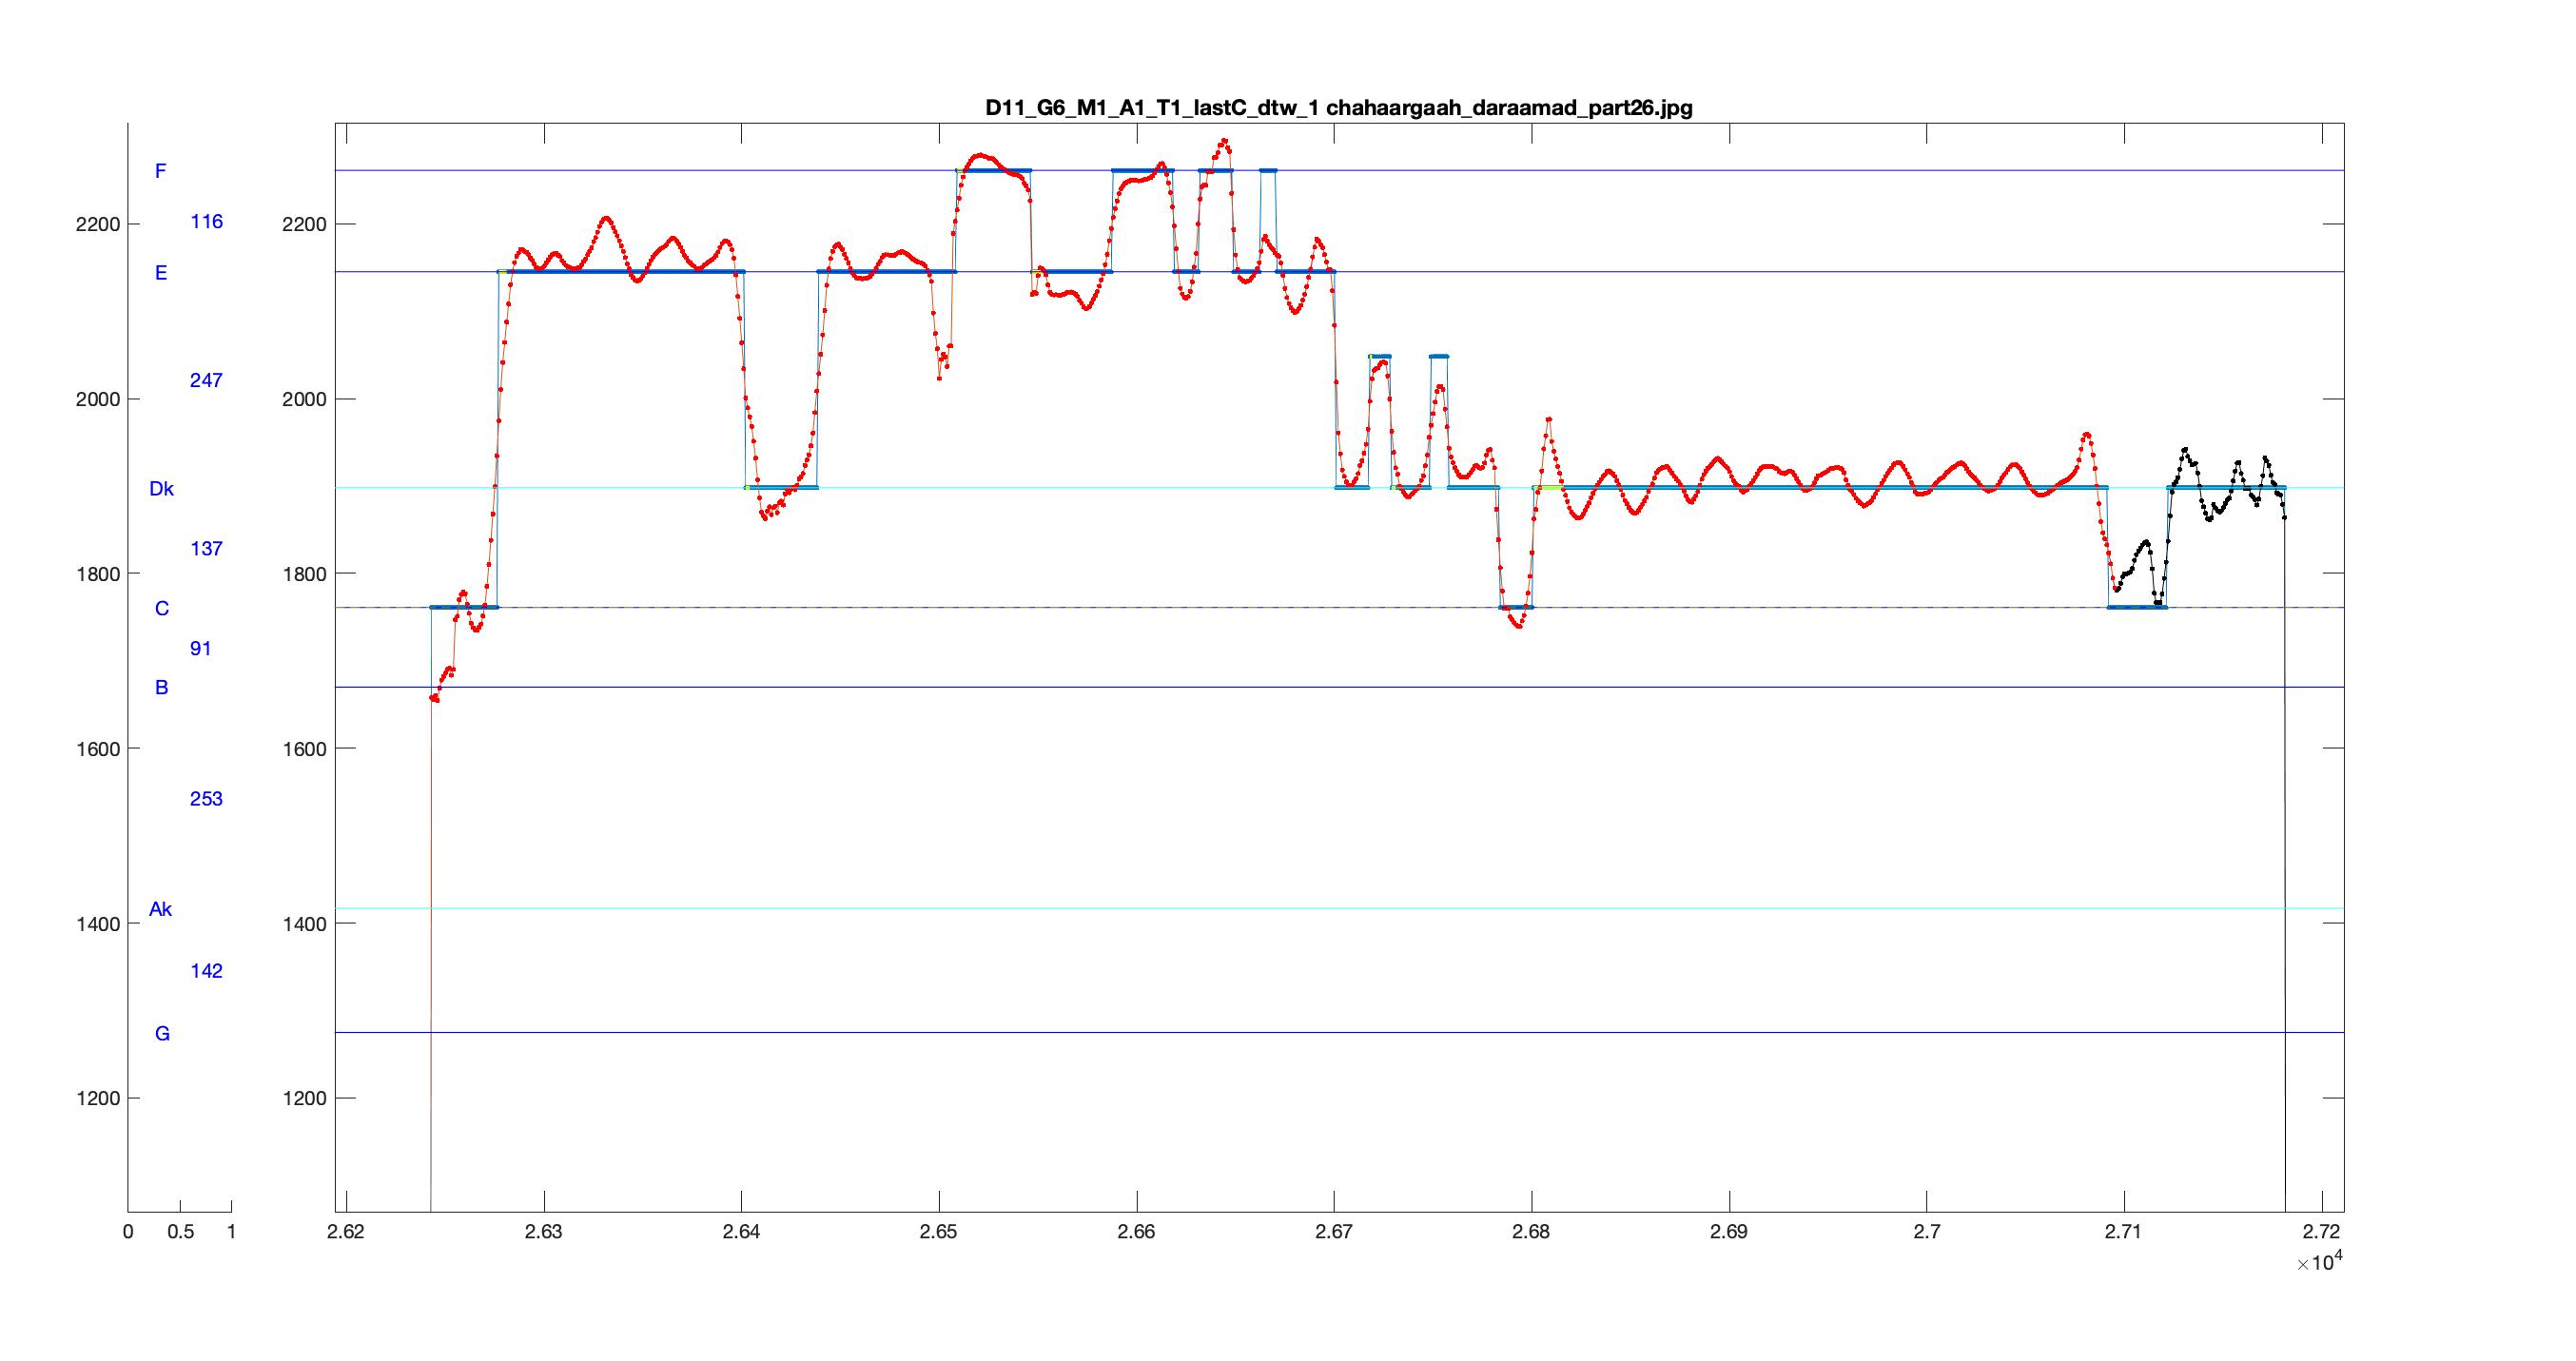 D11_G6_M1_A1_T1_lastC_dtw_1 chahaargaah_daraamad_part26.jpg
F
116
2200
2200
E
247
2000
2000
Dk
137
1800
1800
C
91
B
1600
1600
253
Ak
1400
1400
142
G
1200
1200
0 0.5 1
2.62 2.63 2.64 2.65 2.66 2.67 2.68 2.69 2.7 2.71 2.72
×10⁴